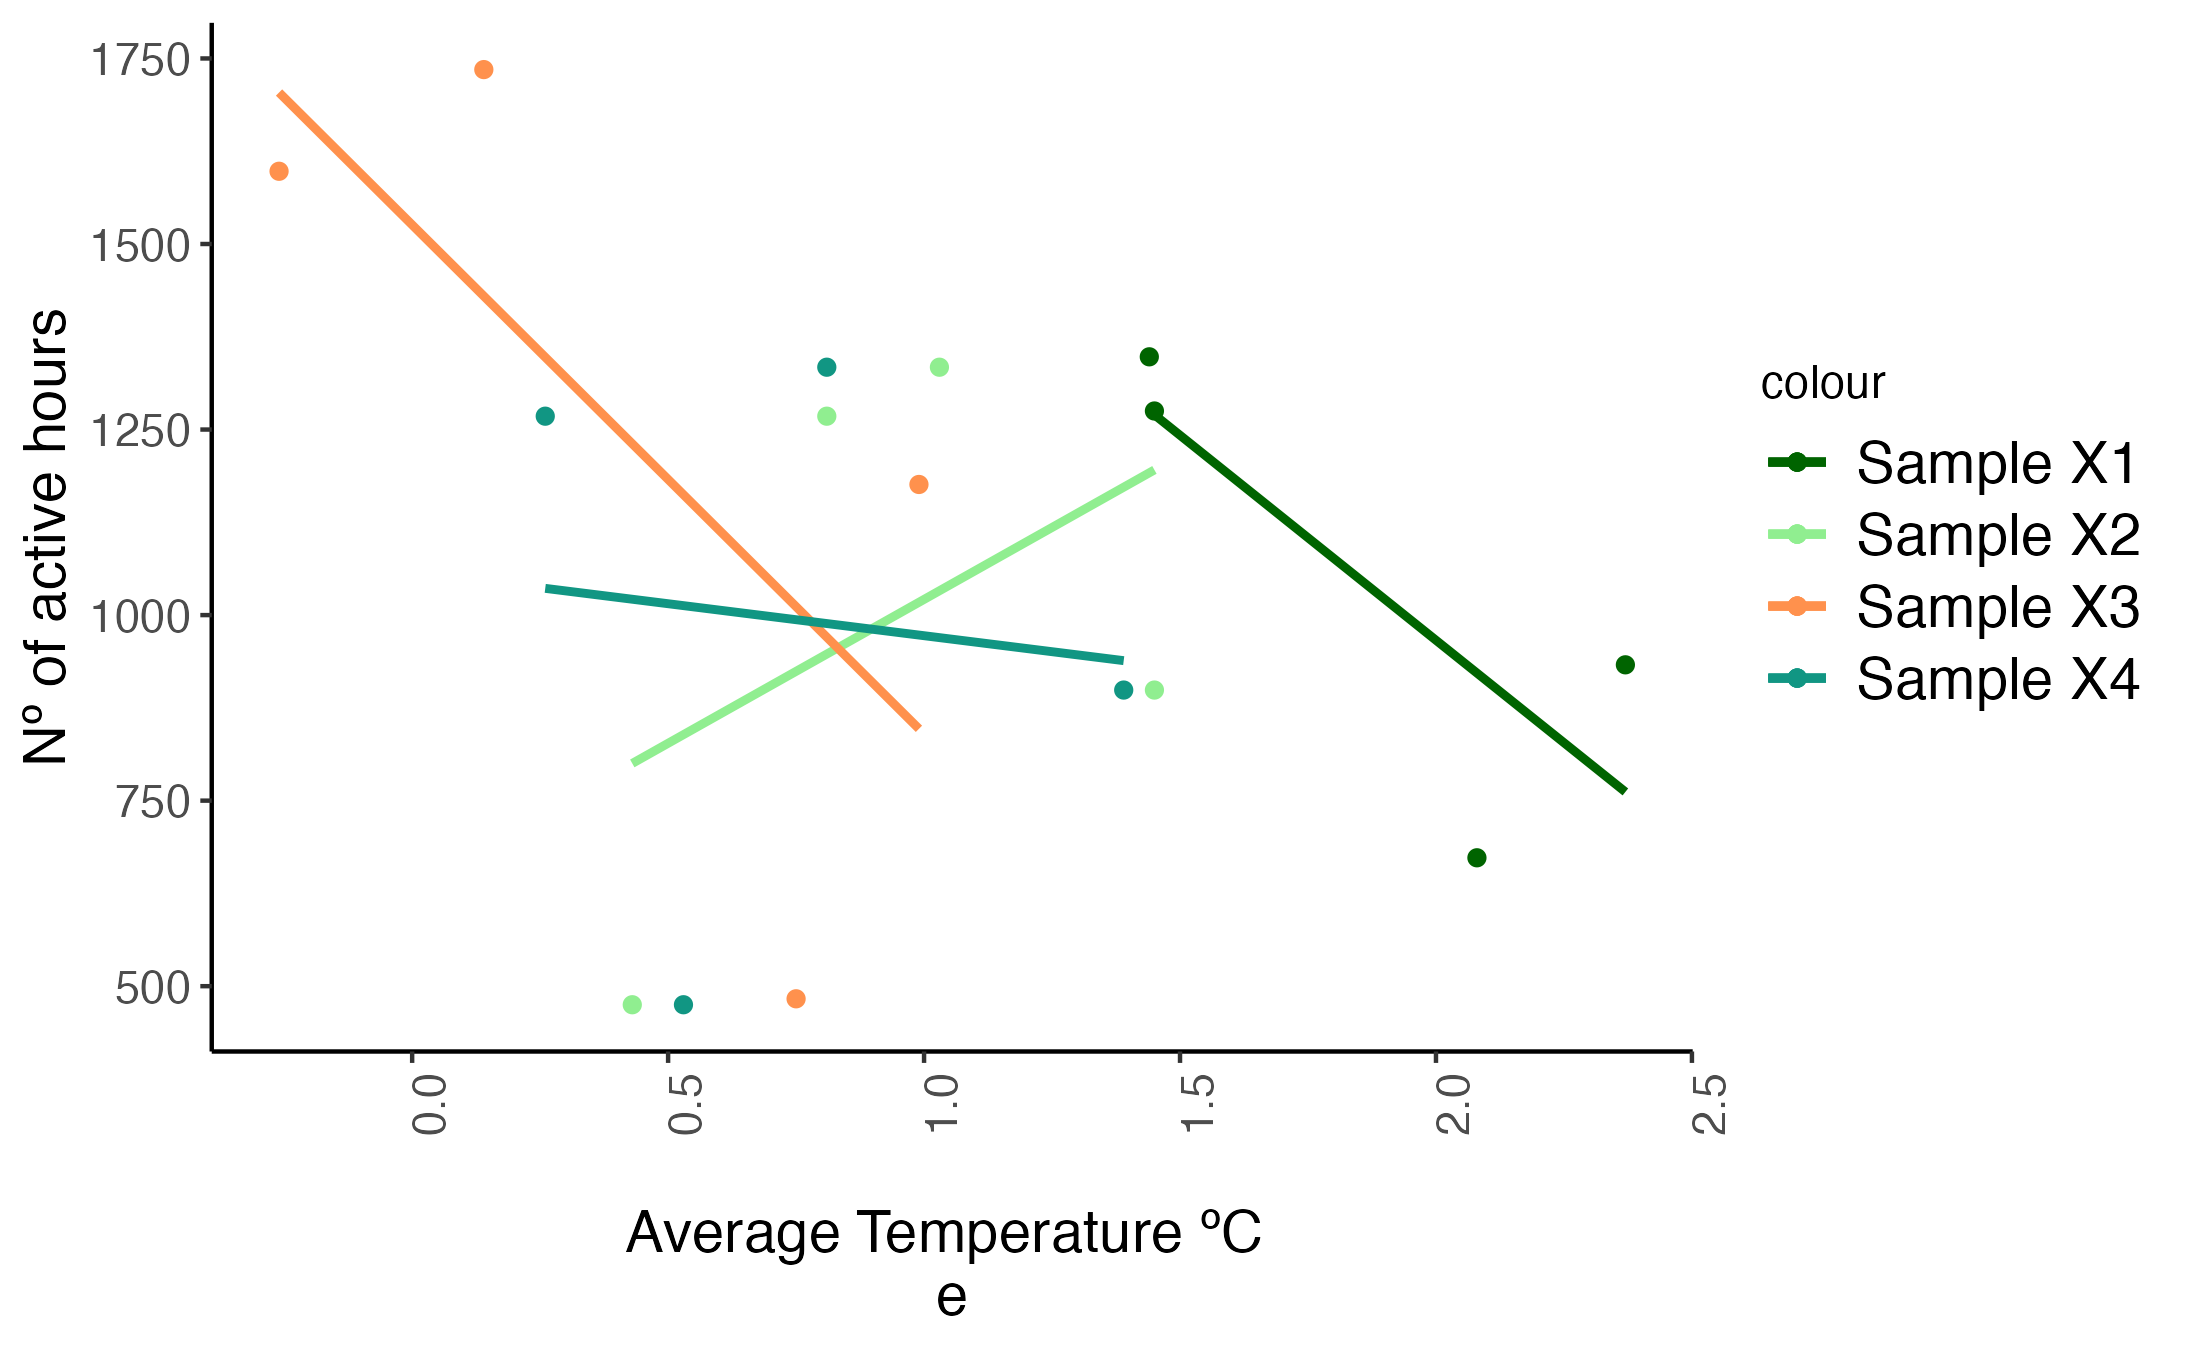 1750
1500
1250
1000
750
500
Nº of active hours
0.0
0.5
1.0
1.5
2.0
2.5
Average Temperature ºC
e
colour
Sample X1
Sample X2
Sample X3
Sample X4